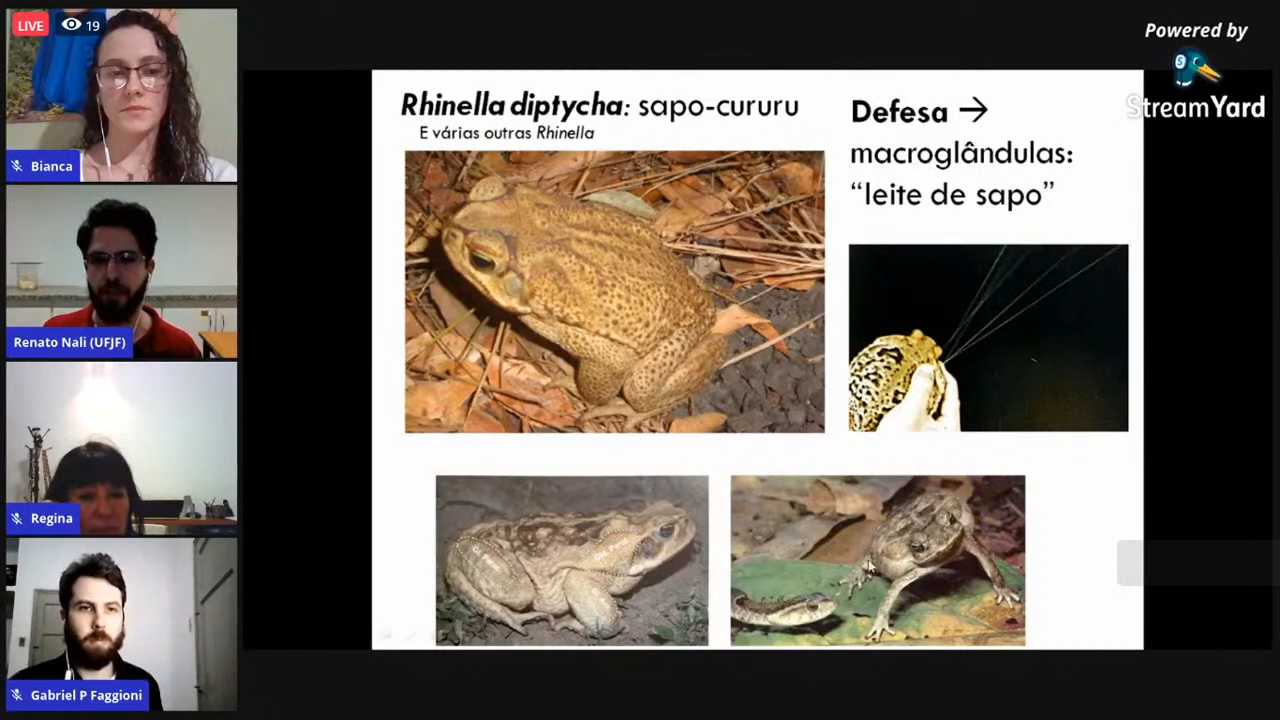 LIVE 19
Bianca
Renato Nali (UFJF)
Regina
Gabriel P Faggioni
Rhinella diptycha: sapo-cururu
E várias outras Rhinella
Defesa →
macroglândulas:
“leite de sapo”
Powered by
StreamYard